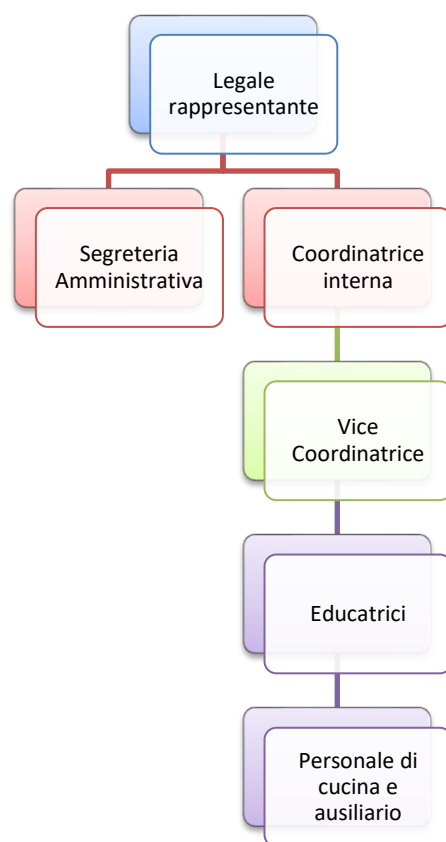 Legale
rappresentante
Segreteria
Amministrativa
Coordinatrice
interna
Vice
Coordinatrice
Educatrici
Personale di
cucina e
ausiliario